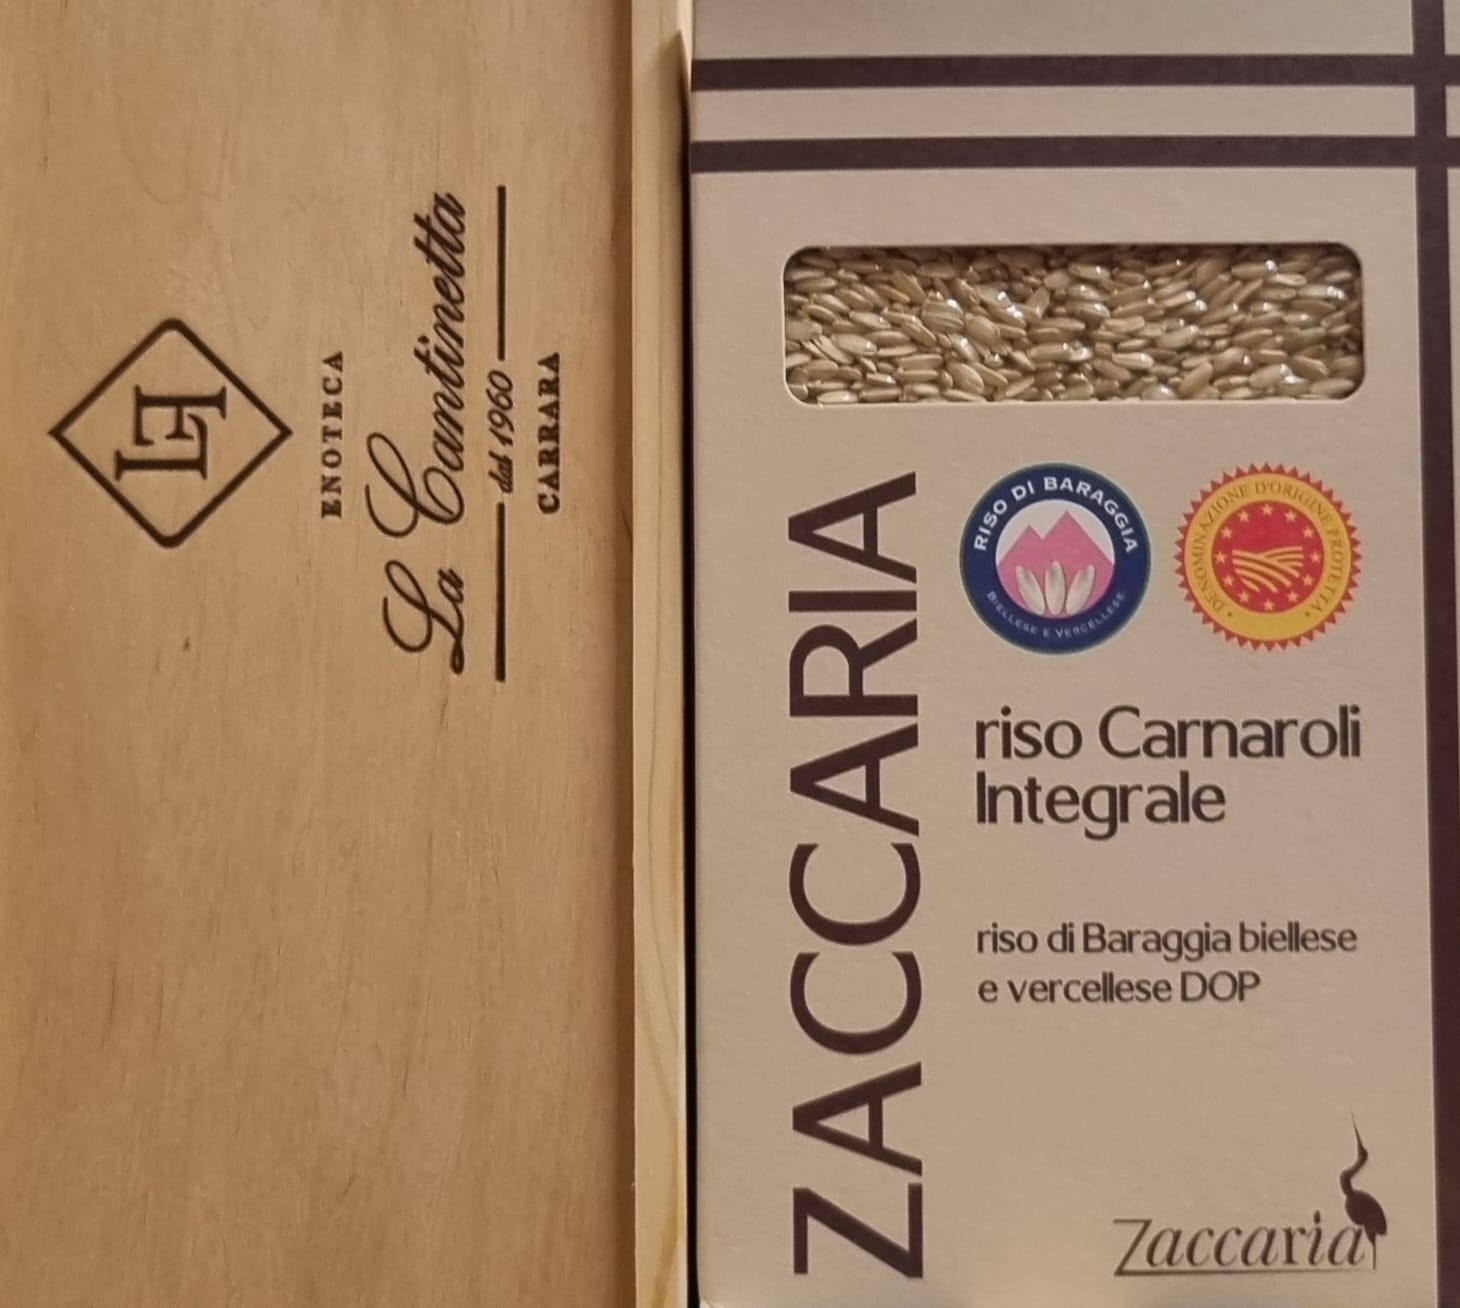 LE
ENOTECA
La Cantinetta
dal 1960
CARRARA
ZACCARIA
RISO DI BARAGGIA
BIELLESE E VERCELLESE
DENOMINAZIONE D'ORIGINE PROTETTA
riso Carnaroli
Integrale
riso di Baraggia biellese
e vercellese DOP
Zaccaria